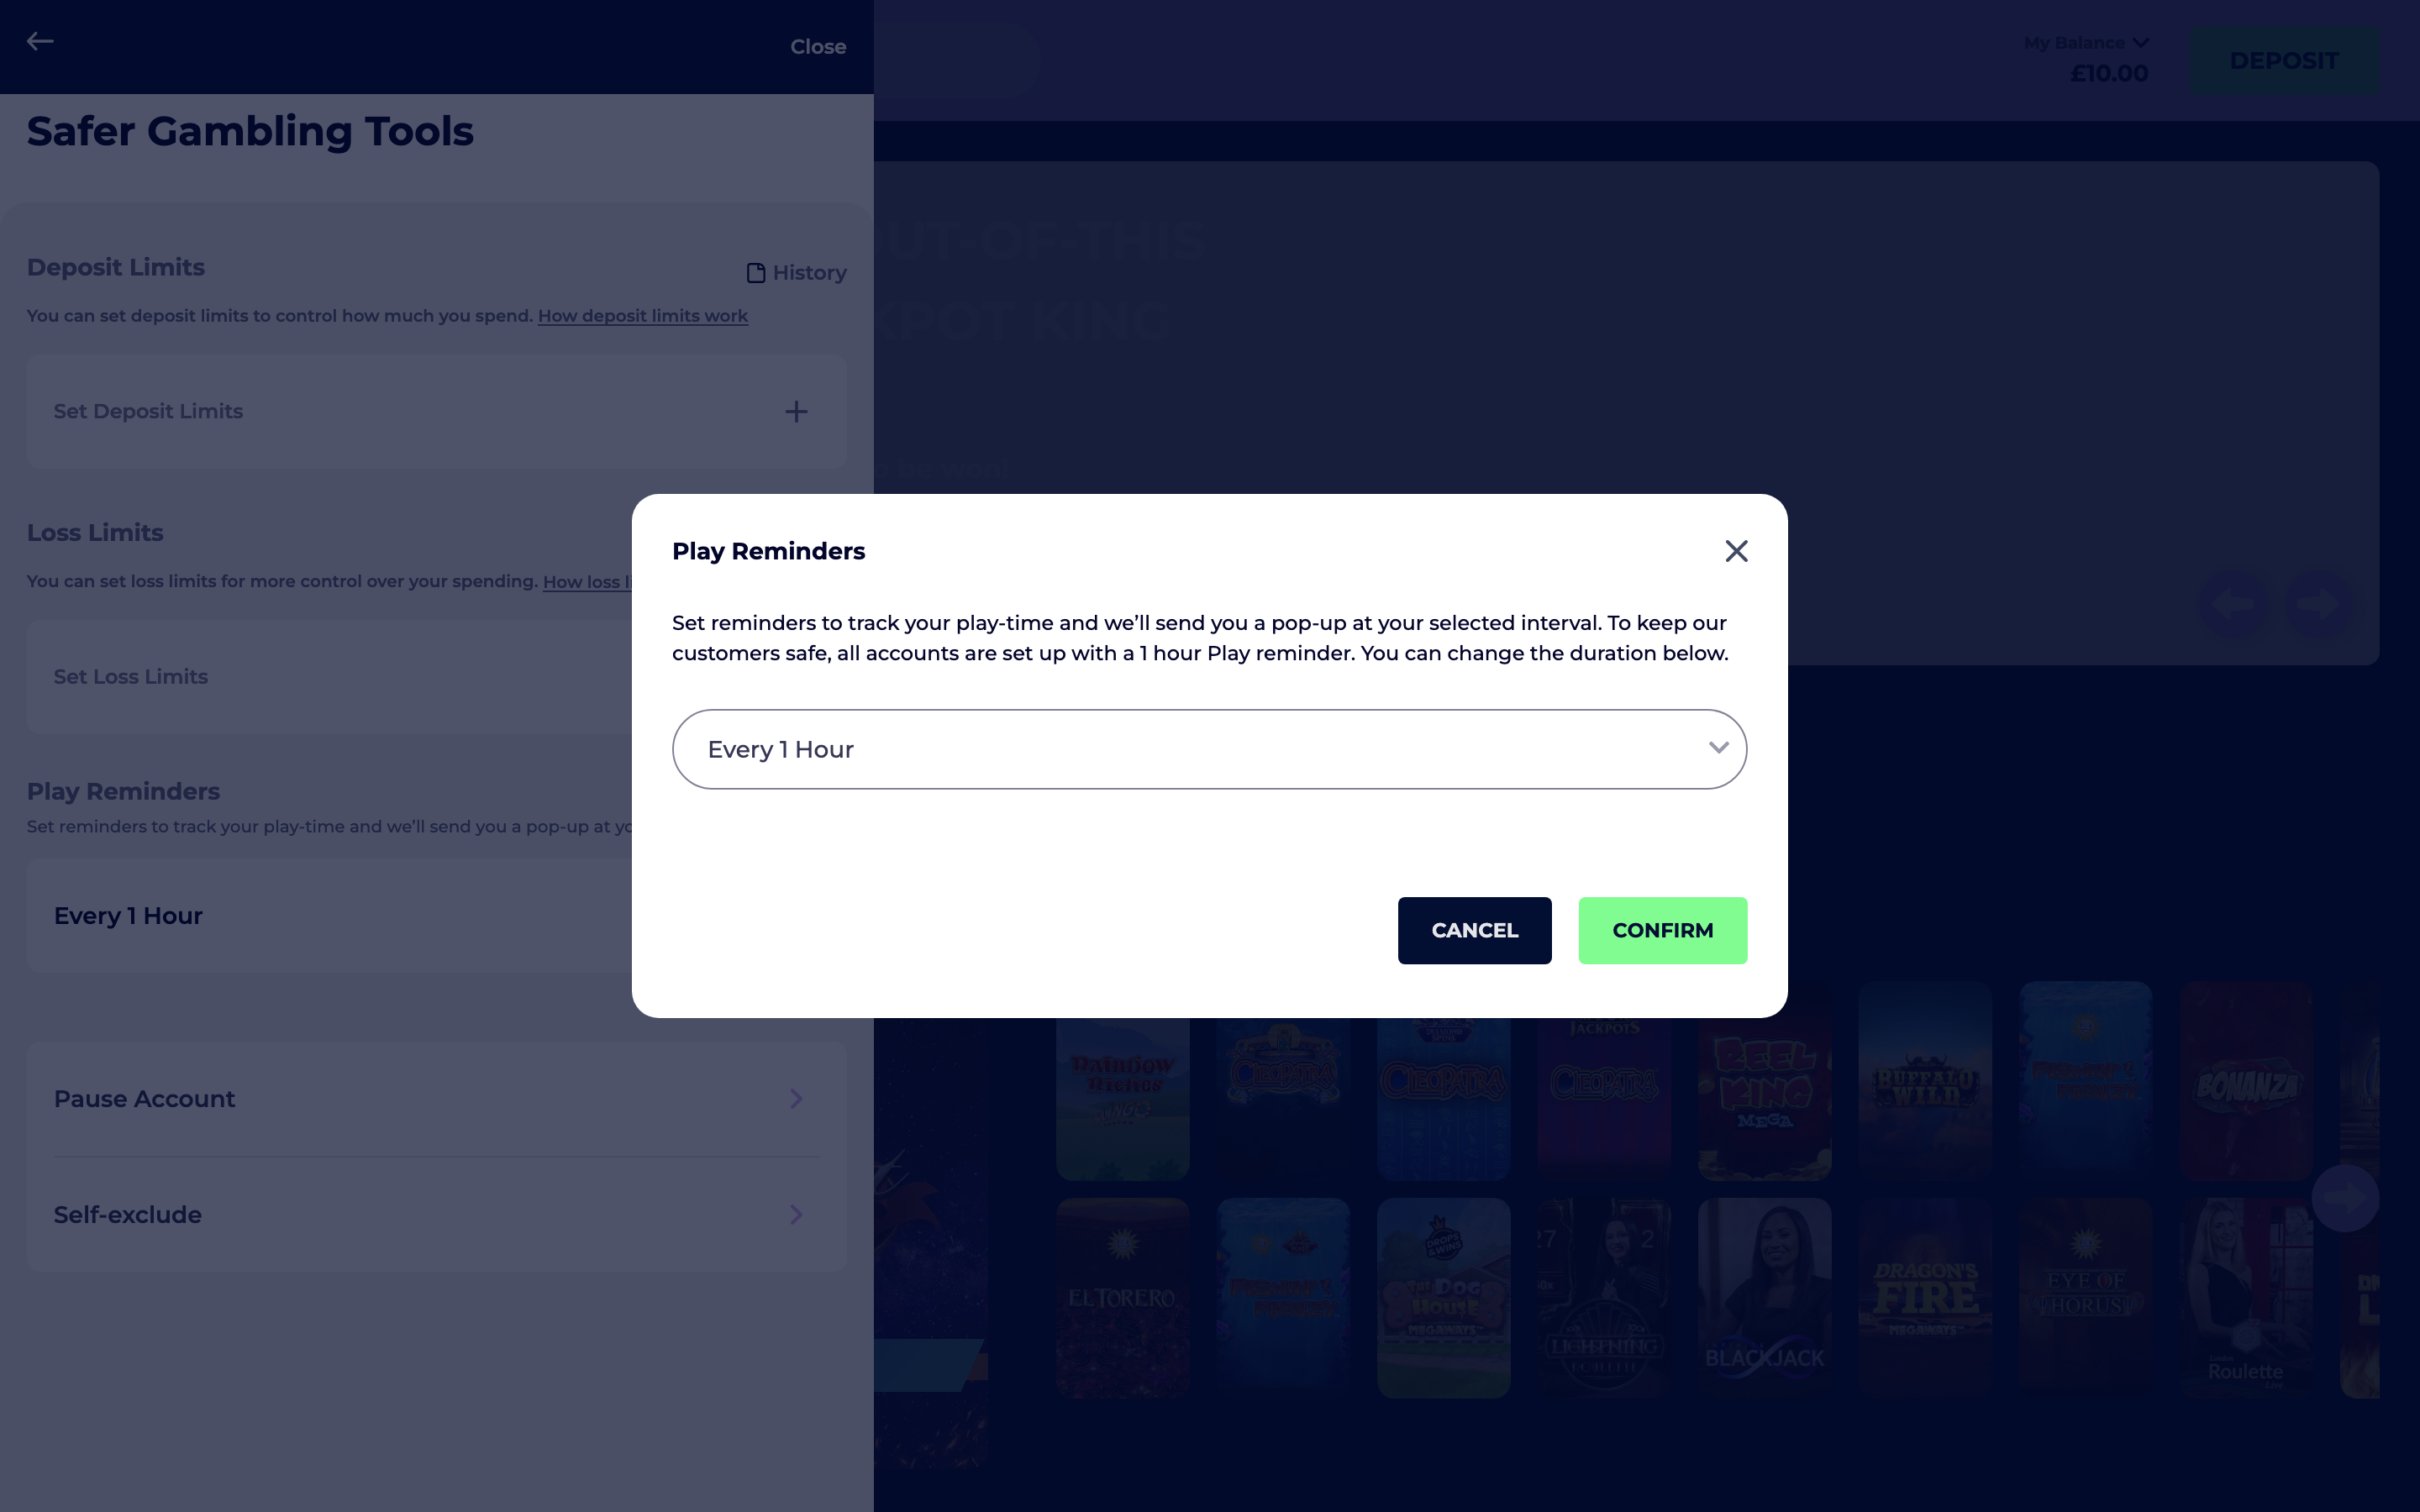 Close
My Balance
£10.00
DEPOSIT
Safer Gambling Tools
Deposit Limits
History
You can set deposit limits to control how much you spend. How deposit limits work
Set Deposit Limits
Loss Limits
You can set loss limits for more control over your spending. How loss
Set Loss Limits
Play Reminders
Set reminders to track your play-time and we’ll send you a pop-up at
Every 1 Hour
Pause Account
Self-exclude
UT-OF-THIS
KPOT KING
be won!
Play Reminders
Set reminders to track your play-time and we’ll send you a pop-up at your selected interval. To keep our
customers safe, all accounts are set up with a 1 hour Play reminder. You can change the duration below.
Every 1 Hour
CANCEL
CONFIRM
Rainbow
Riches
CLEOPATRA
CLEOPATRA
JACKPOTS
CLEOPATRA
REEL
KING
MEGA
BUFFALO
WILD
BONANZA
EL TORERO
DROPS
& WINS
THE DOG
HOUSE
MEGAWAYS
LIGHTNING
ROULETTE
BLACKJACK
DRAGON'S
FIRE
MEGAWAYS
EYE OF
HORUS
Roulette